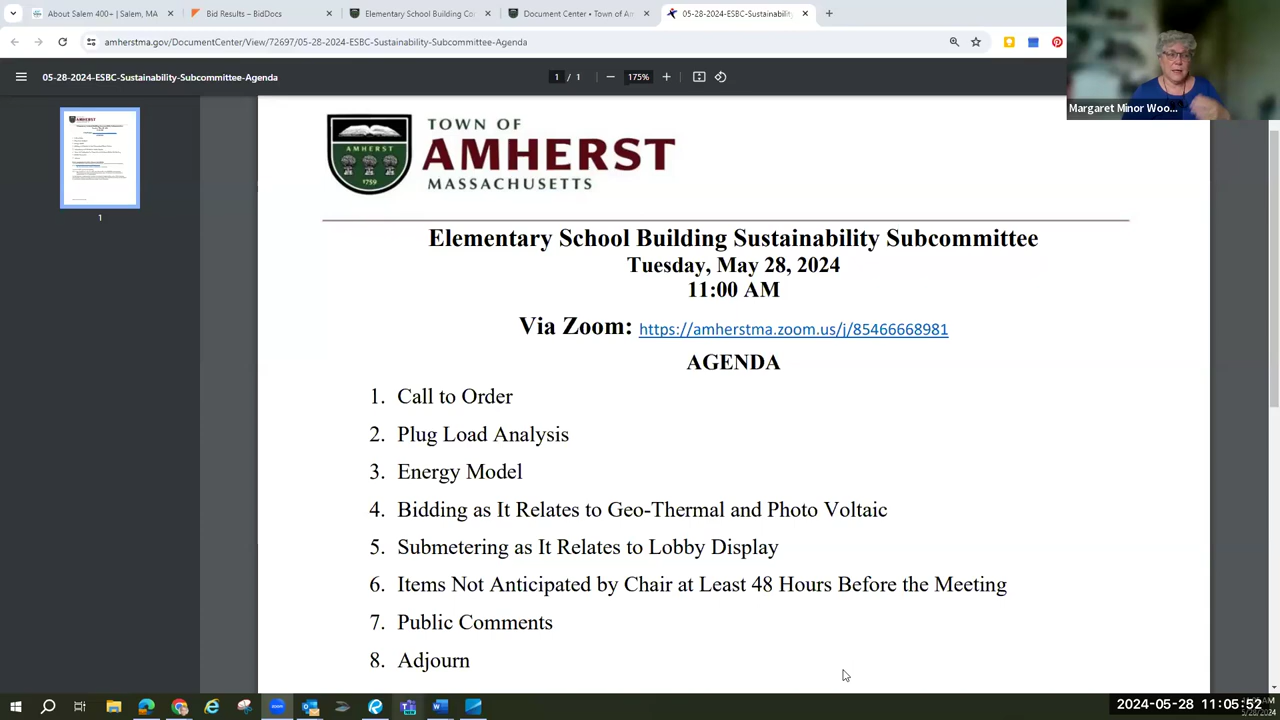 About Salem 400+ | Salem, MA
Bid Results – BidDocs
Elementary School Building Co
Document Center • Town of Am
05-28-2024-ESBC-Sustainability
amherstma.gov/DocumentCenter/View/72697/05-28-2024-ESBC-Sustainability-Subcommittee-Agenda
05-28-2024-ESBC-Sustainability-Subcommittee-Agenda
1 / 1
175%
Margaret Minor Woo...
1
TOWN OF
AMHERST
MASSACHUSETTS
AMHERST
1759
Elementary School Building Sustainability Subcommittee
Tuesday, May 28, 2024
11:00 AM
Via Zoom: https://amherstma.zoom.us/j/85466668981
AGENDA
1. Call to Order
2. Plug Load Analysis
3. Energy Model
4. Bidding as It Relates to Geo-Thermal and Photo Voltaic
5. Submetering as It Relates to Lobby Display
6. Items Not Anticipated by Chair at Least 48 Hours Before the Meeting
7. Public Comments
8. Adjourn
2024-05-28 11:05:52